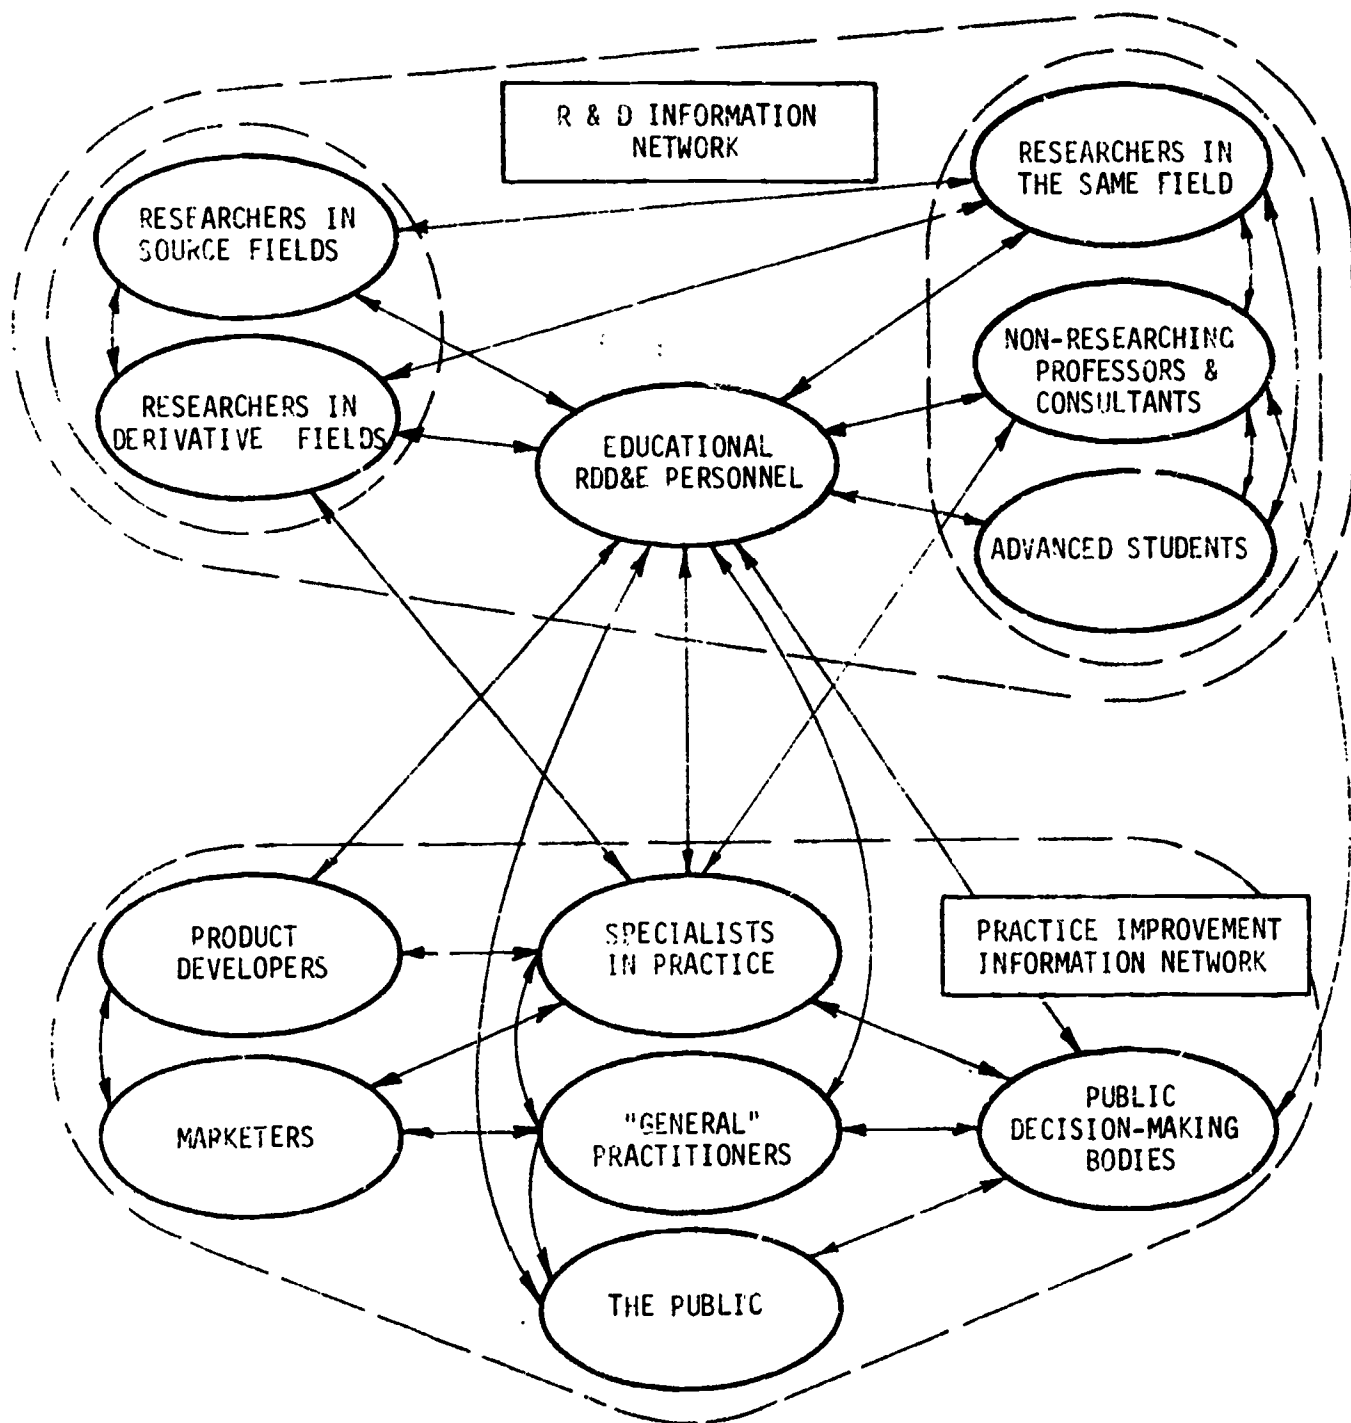 R & D INFORMATION
NETWORK
RESEARCHERS IN
THE SAME FIELD
RESEARCHERS IN
SOURCE FIELDS
NON-RESEARCHING
PROFESSORS &
CONSULTANTS
RESEARCHERS IN
DERIVATIVE FIELDS
EDUCATIONAL
RDD&E PERSONNEL
ADVANCED STUDENTS
PRODUCT
DEVELOPERS
SPECIALISTS
IN PRACTICE
PRACTICE IMPROVEMENT
INFORMATION NETWORK
MARKETERS
"GENERAL"
PRACTITIONERS
PUBLIC
DECISION-MAKING
BODIES
THE PUBLIC